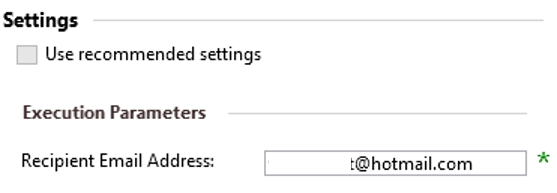 Settings
Use recommended settings
Execution Parameters
Recipient Email Address:
t@hotmail.com *